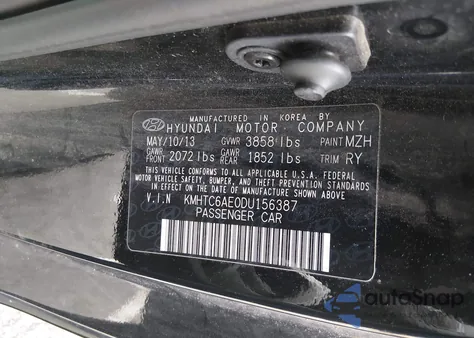 MANUFACTURED IN KOREA BY
HYUNDAI MOTOR COMPANY
MAY/10/13 GVWR 3858 lbs PAINT MZH
GAWR FRONT 2072 lbs GAWR REAR 1852 lbs TRIM RY
THIS VEHICLE CONFORMS TO ALL APPLICABLE FEDERAL
MOTOR VEHICLE SAFETY, BUMPER, AND THEFT PREVENTION
STANDARDS IN EFFECT ON THE DATE OF MANUFACTURE SHOWN ABOVE
V.I.N KMHTC6AE0DU156387
PASSENGER CAR
autoSnap